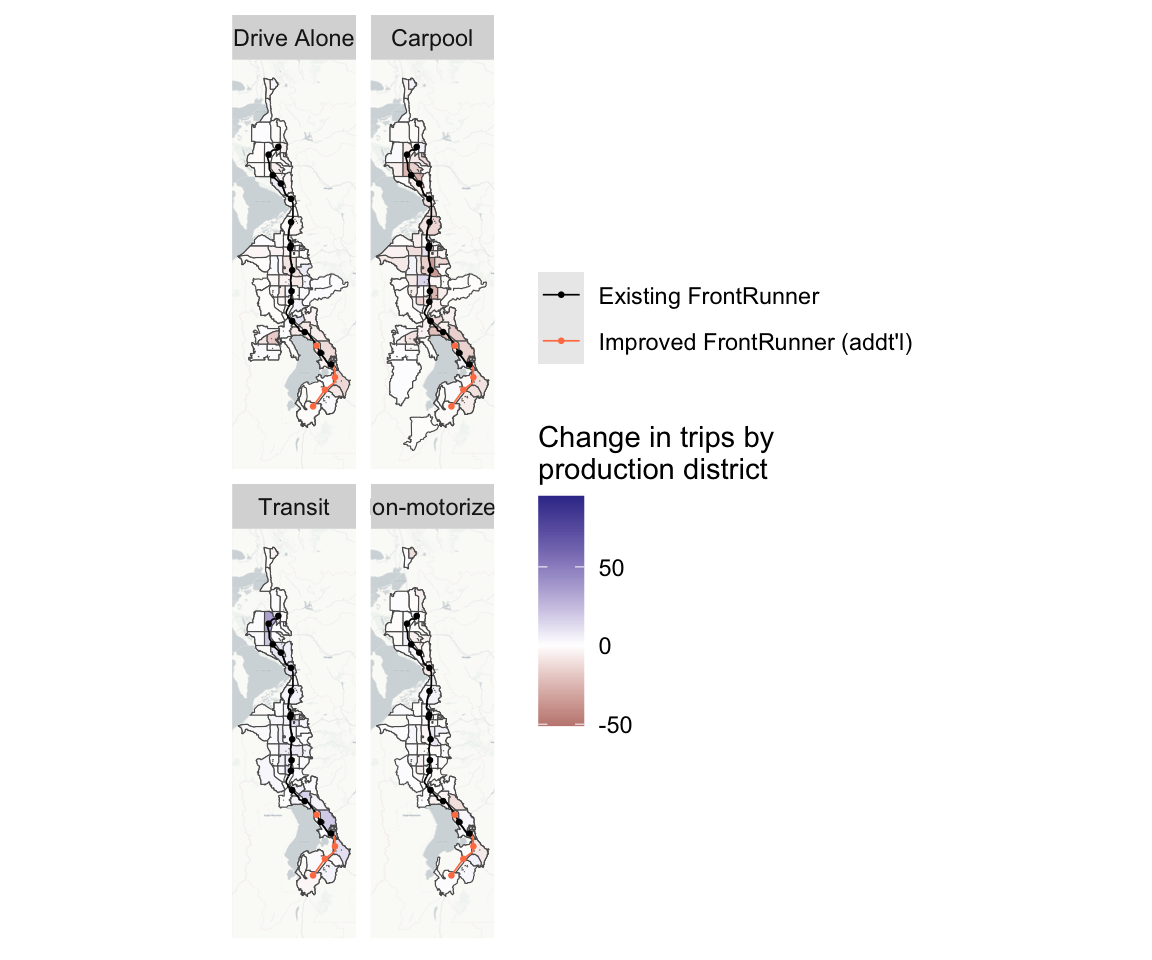 Drive Alone
Carpool
Existing FrontRunner
Improved FrontRunner (addt'l)
Change in trips by
production district
Transit
on-motorize
50
0
-50